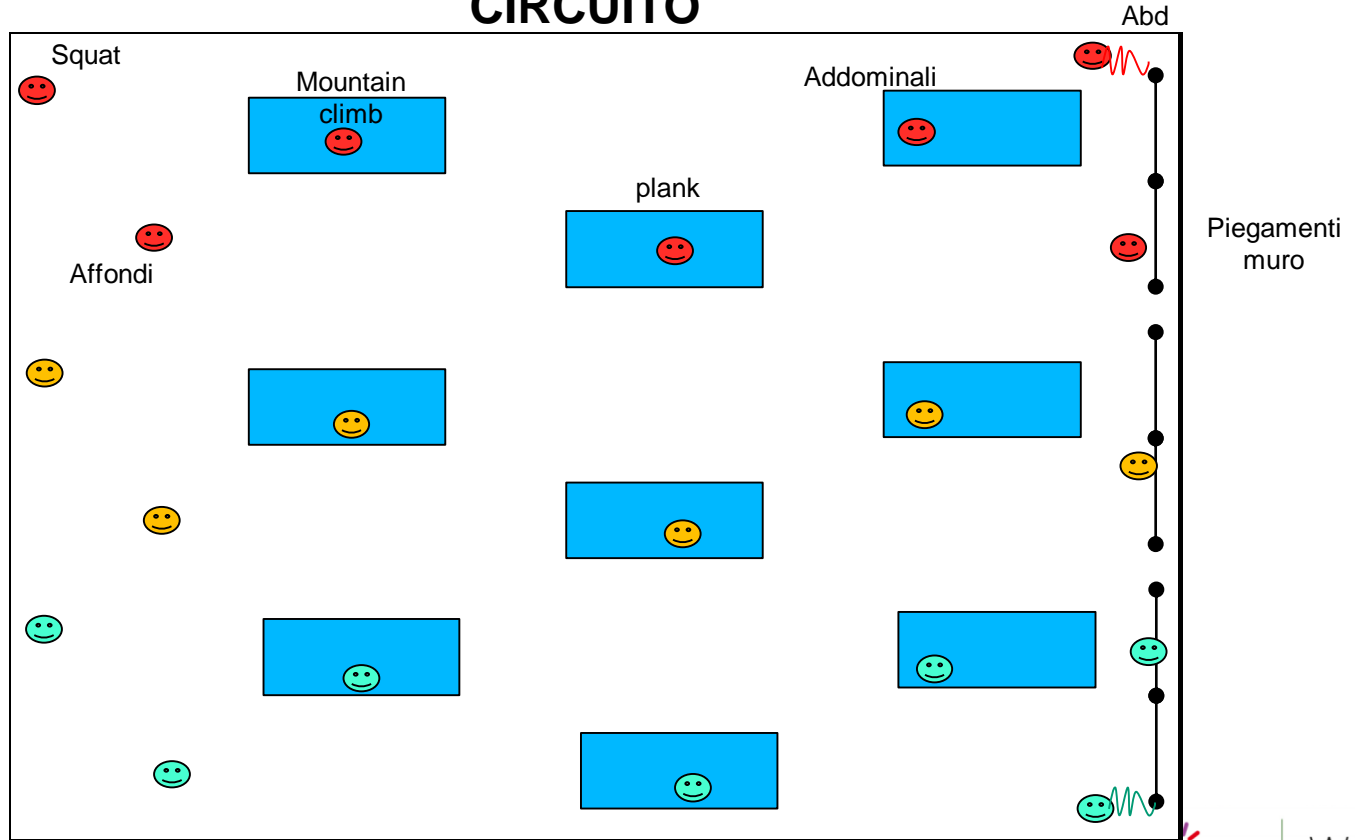 CIRCUITO
Abd
Squat
Mountain
climb
Addominali
plank
Affondi
Piegamenti
muro